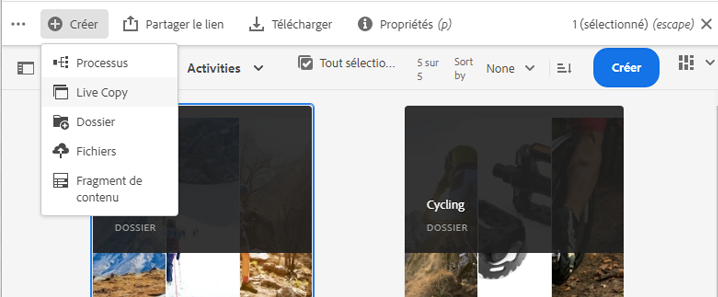 Créer
Partager le lien
Télécharger
Propriétés (p)
1 (sélectionné) (escape)
Processus
Live Copy
Dossier
Fichiers
Fragment de
contenu
Activities
Tout sélectio...
5 sur
5
Sort
by
None
Créer
DOSSIER
Cycling
DOSSIER